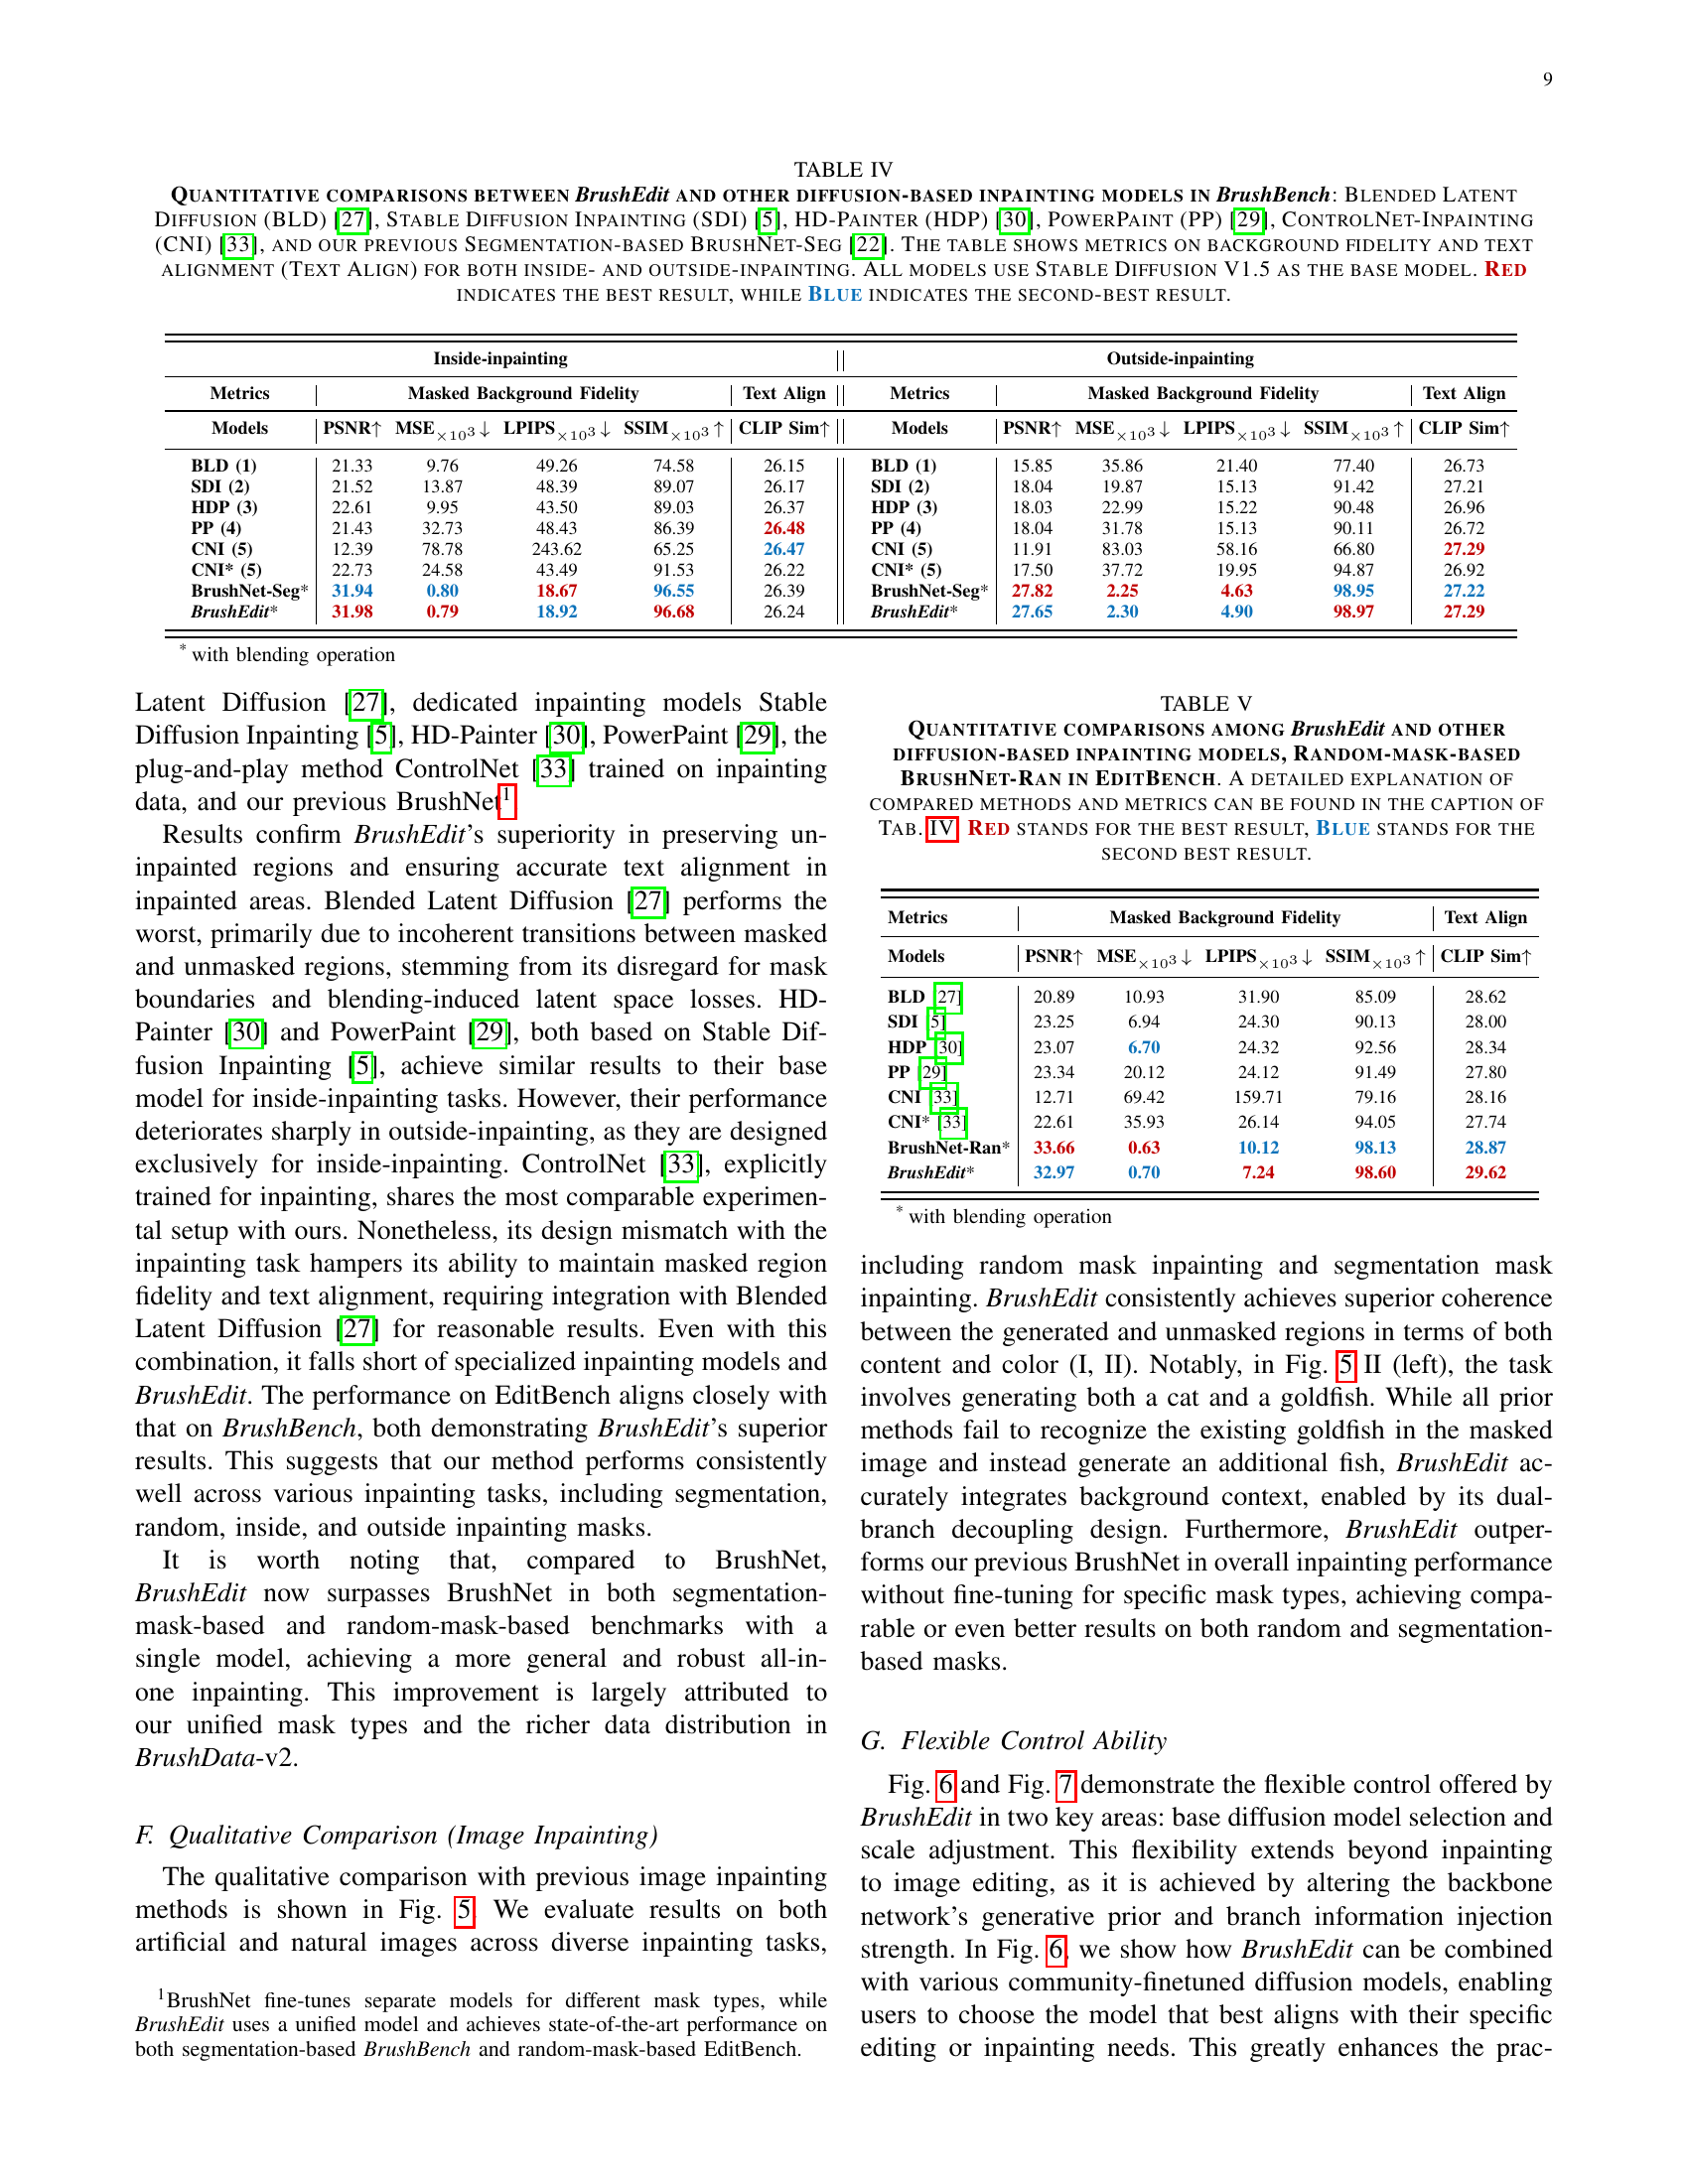 9
TABLE IV
QUANTITATIVE COMPARISONS BETWEEN BrushEdit AND OTHER DIFFUSION-BASED INPAINTING MODELS IN BrushBench: BLENDED LATENT
DIFFUSION (BLD) [27], STABLE DIFFUSION INPAINTING (SDI) [5], HD-PAINTER (HDP) [30], POWERPAINT (PP) [29], CONTROLNET-INPAINTING
(CNI) [33], AND OUR PREVIOUS SEGMENTATION-BASED BRUSHNET-SEG [22]. THE TABLE SHOWS METRICS ON BACKGROUND FIDELITY AND TEXT
ALIGNMENT (TEXT ALIGN) FOR BOTH INSIDE- AND OUTSIDE-INPAINTING. ALL MODELS USE STABLE DIFFUSION V1.5 AS THE BASE MODEL. RED
INDICATES THE BEST RESULT, WHILE BLUE INDICATES THE SECOND-BEST RESULT.
Inside-inpainting Outside-inpainting
Metrics Masked Background Fidelity Text Align Metrics Masked Background Fidelity Text Align
Models PSNR↑ MSE×10³↓ LPIPS×10³↓ SSIM×10³↑ CLIP Sim↑ Models PSNR↑ MSE×10³↓ LPIPS×10³↓ SSIM×10³↑ CLIP Sim↑
BLD (1) 21.33 9.76 49.26 74.58 26.15 BLD (1) 15.85 35.86 21.40 77.40 26.73
SDI (2) 21.52 13.87 48.39 89.07 26.17 SDI (2) 18.04 19.87 15.13 91.42 27.21
HDP (3) 22.61 9.95 43.50 89.03 26.37 HDP (3) 18.03 22.99 15.22 90.48 26.96
PP (4) 21.43 32.73 48.43 86.39 26.48 PP (4) 18.04 31.78 15.13 90.11 26.72
CNI (5) 12.39 78.78 243.62 65.25 26.47 CNI (5) 11.91 83.03 58.16 66.80 27.29
CNI* (5) 22.73 24.58 43.49 91.53 26.22 CNI* (5) 17.50 37.72 19.95 94.87 26.92
BrushNet-Seg* 31.94 0.80 18.67 96.55 26.39 BrushNet-Seg* 27.82 2.25 4.63 98.95 27.22
BrushEdit* 31.98 0.79 18.92 96.68 26.24 BrushEdit* 27.65 2.30 4.90 98.97 27.29
* with blending operation
Latent Diffusion [27], dedicated inpainting models Stable
Diffusion Inpainting [5], HD-Painter [30], PowerPaint [29], the
plug-and-play method ControlNet [33] trained on inpainting
data, and our previous BrushNet¹
Results confirm BrushEdit's superiority in preserving un-
inpainted regions and ensuring accurate text alignment in
inpainted areas. Blended Latent Diffusion [27] performs the
worst, primarily due to incoherent transitions between masked
and unmasked regions, stemming from its disregard for mask
boundaries and blending-induced latent space losses. HD-
Painter [30] and PowerPaint [29], both based on Stable Dif-
fusion Inpainting [5], achieve similar results to their base
model for inside-inpainting tasks. However, their performance
deteriorates sharply in outside-inpainting, as they are designed
exclusively for inside-inpainting. ControlNet [33], explicitly
trained for inpainting, shares the most comparable experimen-
tal setup with ours. Nonetheless, its design mismatch with the
inpainting task hampers its ability to maintain masked region
fidelity and text alignment, requiring integration with Blended
Latent Diffusion [27] for reasonable results. Even with this
combination, it falls short of specialized inpainting models and
BrushEdit. The performance on EditBench aligns closely with
that on BrushBench, both demonstrating BrushEdit's superior
results. This suggests that our method performs consistently
well across various inpainting tasks, including segmentation,
random, inside, and outside inpainting masks.
It is worth noting that, compared to BrushNet,
BrushEdit now surpasses BrushNet in both segmentation-
mask-based and random-mask-based benchmarks with a
single model, achieving a more general and robust all-in-
one inpainting. This improvement is largely attributed to
our unified mask types and the richer data distribution in
BrushData-v2.
F. Qualitative Comparison (Image Inpainting)
The qualitative comparison with previous image inpainting
methods is shown in Fig. 5. We evaluate results on both
artificial and natural images across diverse inpainting tasks,
¹BrushNet fine-tunes separate models for different mask types, while
BrushEdit uses a unified model and achieves state-of-the-art performance on
both segmentation-based BrushBench and random-mask-based EditBench.
TABLE V
QUANTITATIVE COMPARISONS AMONG BrushEdit AND OTHER
DIFFUSION-BASED INPAINTING MODELS, RANDOM-MASK-BASED
BRUSHNET-RAN IN EDITBENCH. A DETAILED EXPLANATION OF
COMPARED METHODS AND METRICS CAN BE FOUND IN THE CAPTION OF
TAB. IV. RED STANDS FOR THE BEST RESULT, BLUE STANDS FOR THE
SECOND BEST RESULT.
Metrics Masked Background Fidelity Text Align
Models PSNR↑ MSE×10³↓ LPIPS×10³↓ SSIM×10³↑ CLIP Sim↑
BLD [27] 20.89 10.93 31.90 85.09 28.62
SDI [5] 23.25 6.94 24.30 90.13 28.00
HDP [30] 23.07 6.70 24.32 92.56 28.34
PP [29] 23.34 20.12 24.12 91.49 27.80
CNI [33] 12.71 69.42 159.71 79.16 28.16
CNI* [33] 22.61 35.93 26.14 94.05 27.74
BrushNet-Ran* 33.66 0.63 10.12 98.13 28.87
BrushEdit* 32.97 0.70 7.24 98.60 29.62
* with blending operation
including random mask inpainting and segmentation mask
inpainting. BrushEdit consistently achieves superior coherence
between the generated and unmasked regions in terms of both
content and color (I, II). Notably, in Fig. 5 II (left), the task
involves generating both a cat and a goldfish. While all prior
methods fail to recognize the existing goldfish in the masked
image and instead generate an additional fish, BrushEdit ac-
curately integrates background context, enabled by its dual-
branch decoupling design. Furthermore, BrushEdit outper-
forms our previous BrushNet in overall inpainting performance
without fine-tuning for specific mask types, achieving compa-
rable or even better results on both random and segmentation-
based masks.
G. Flexible Control Ability
Fig. 6 and Fig. 7 demonstrate the flexible control offered by
BrushEdit in two key areas: base diffusion model selection and
scale adjustment. This flexibility extends beyond inpainting
to image editing, as it is achieved by altering the backbone
network's generative prior and branch information injection
strength. In Fig. 6, we show how BrushEdit can be combined
with various community-finetuned diffusion models, enabling
users to choose the model that best aligns with their specific
editing or inpainting needs. This greatly enhances the prac-